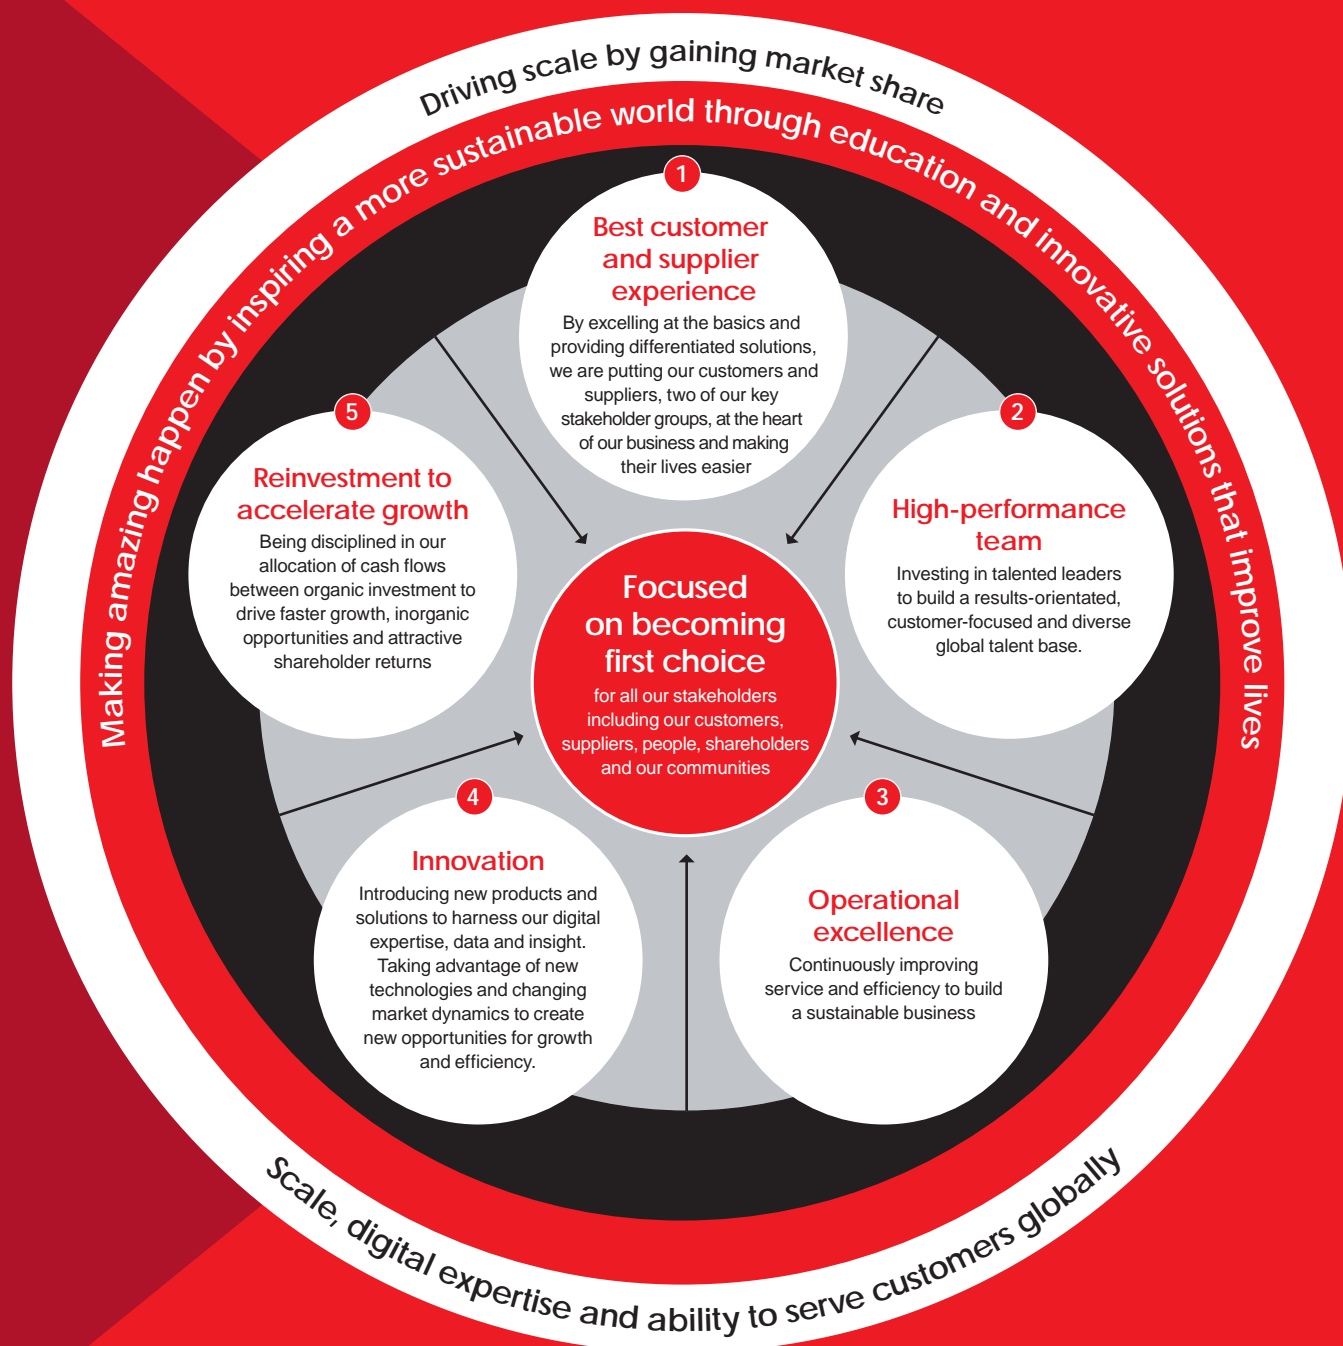 Driving scale by gaining market share
Making amazing happen by inspiring a more sustainable world through education and innovative solutions that improve lives
1
Best customer
and supplier
experience
By excelling at the basics and
providing differentiated solutions,
we are putting our customers and
suppliers, two of our key
stakeholder groups, at the heart
of our business and making
their lives easier
2
High-performance
team
Investing in talented leaders
to build a results-orientated,
customer-focused and diverse
global talent base.
3
Operational
excellence
Continuously improving
service and efficiency to build
a sustainable business
4
Innovation
Introducing new products and
solutions to harness our digital
expertise, data and insight.
Taking advantage of new
technologies and changing
market dynamics to create
new opportunities for growth
and efficiency.
5
Reinvestment to
accelerate growth
Being disciplined in our
allocation of cash flows
between organic investment to
drive faster growth, inorganic
opportunities and attractive
shareholder returns
Focused
on becoming
first choice
for all our stakeholders
including our customers,
suppliers, people, shareholders
and our communities
Scale, digital expertise and ability to serve customers globally